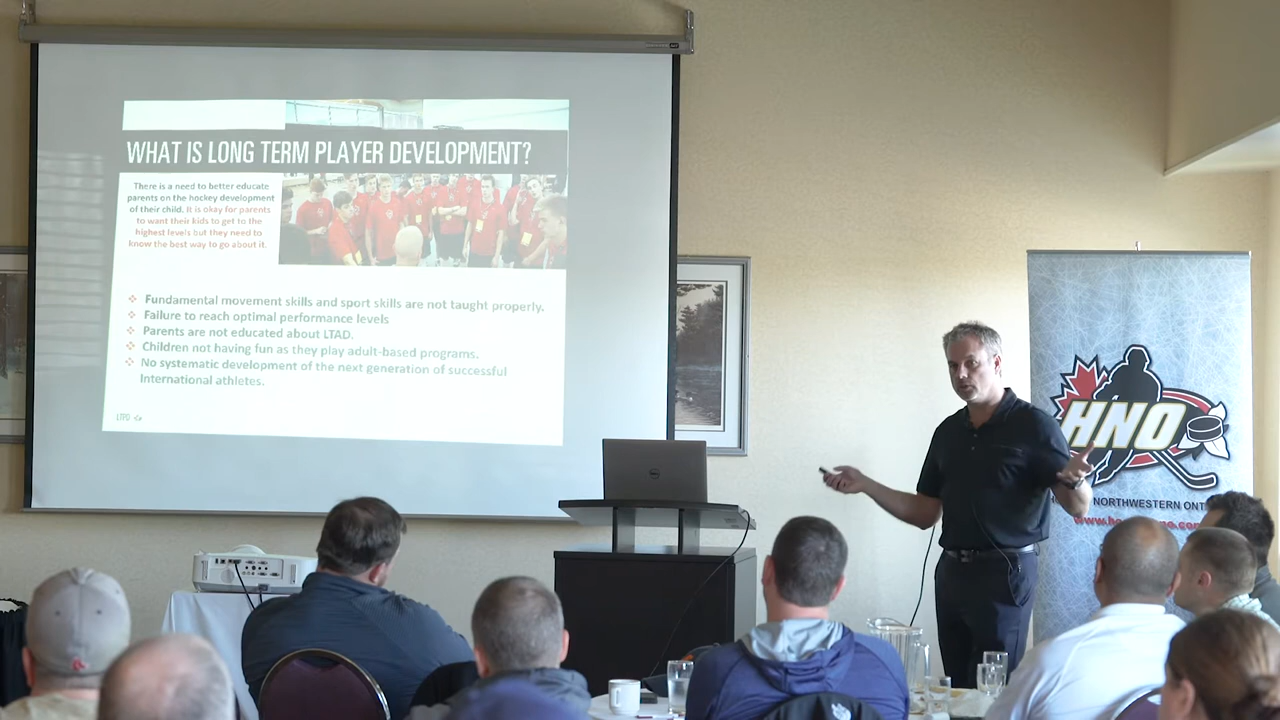 WHAT IS LONG TERM PLAYER DEVELOPMENT?
There is a need to better educate
parents on the hockey development
of their child. It is okay for parents
to want their kids to get to the
highest levels but they need to
know the best way to go about it.
Fundamental movement skills and sport skills are not taught properly.
Failure to reach optimal performance levels
Parents are not educated about LTAD.
Children not having fun as they play adult-based programs.
No systematic development of the next generation of successful
International athletes.
LTPD
DELL
HNO
NORTHWESTERN ONT